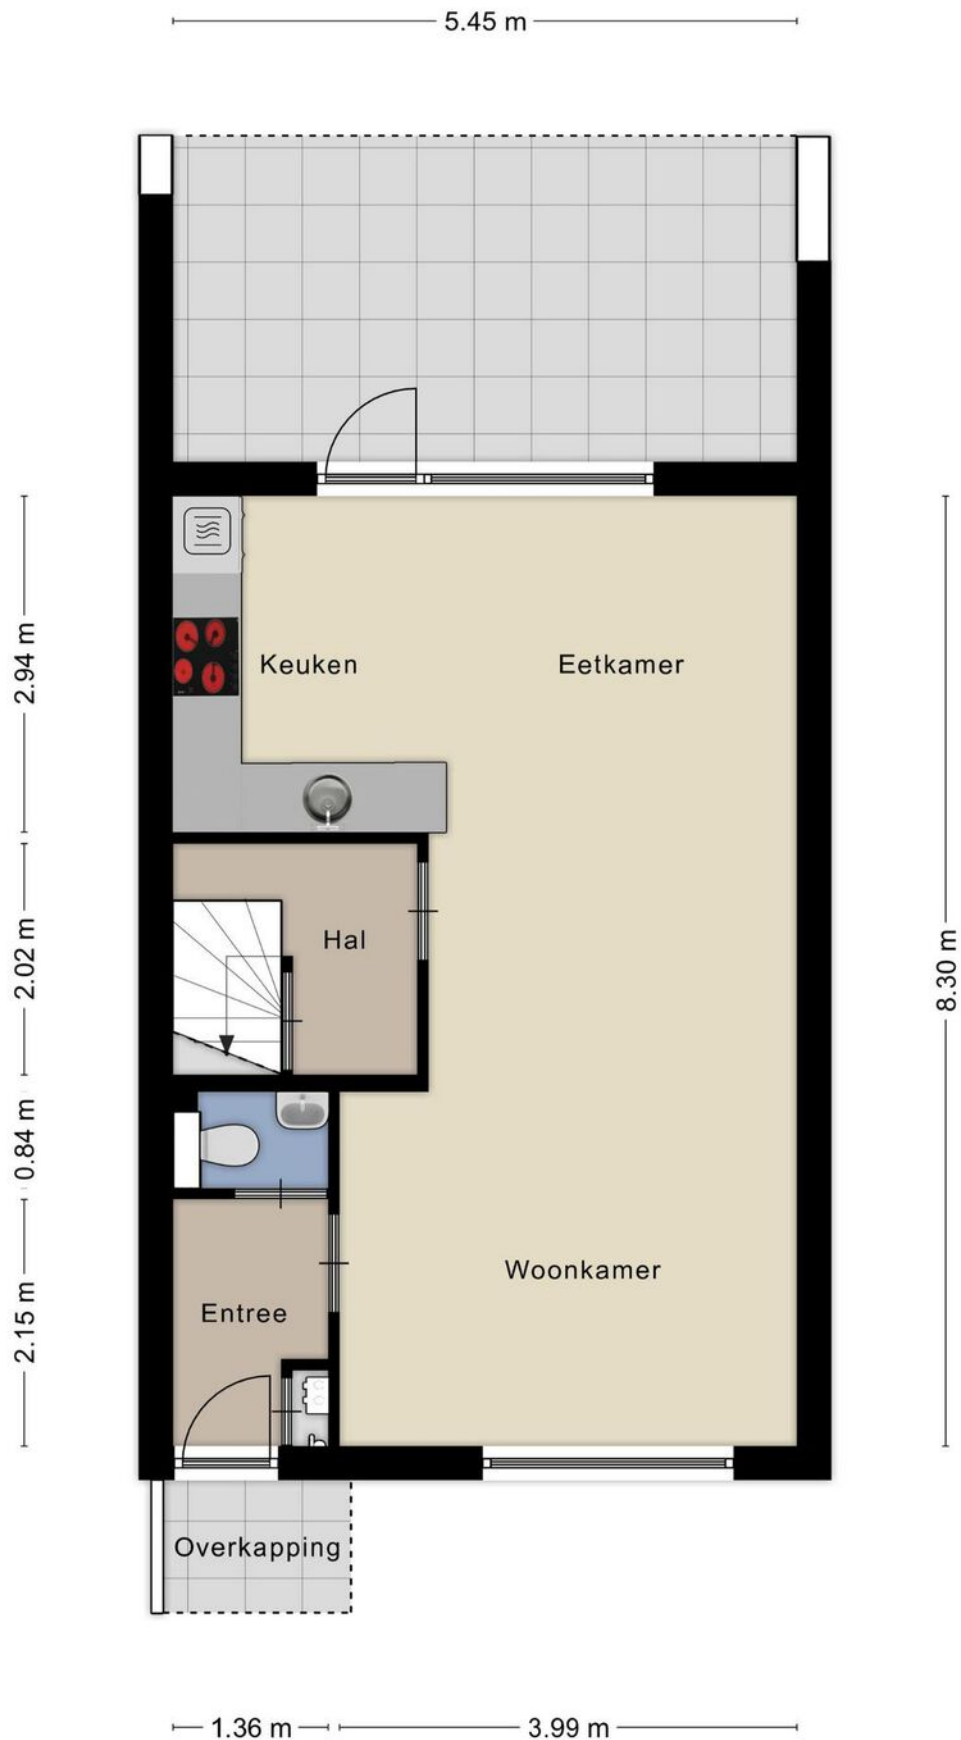 5.45 m
2.94 m
Keuken
Eetkamer
2.02 m
Hal
8.30 m
0.84 m
2.15 m
Woonkamer
Entree
Overkapping
1.36 m
3.99 m